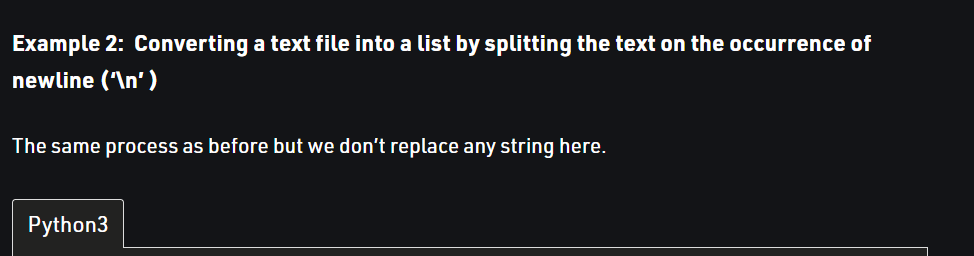 Example 2:  Converting a text file into a list by splitting the text on the occurrence of
newline (‘\n’ )
The same process as before but we don’t replace any string here.
Python3